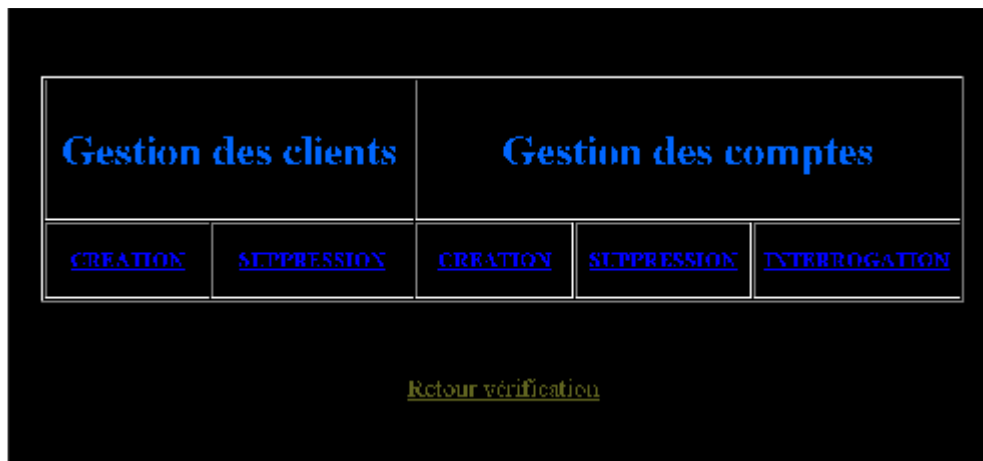 Gestion des clients Gestion des comptes
CREATION SUPPRESSION CREATION SUPPRESSION INTERROGATION
Retour vérification